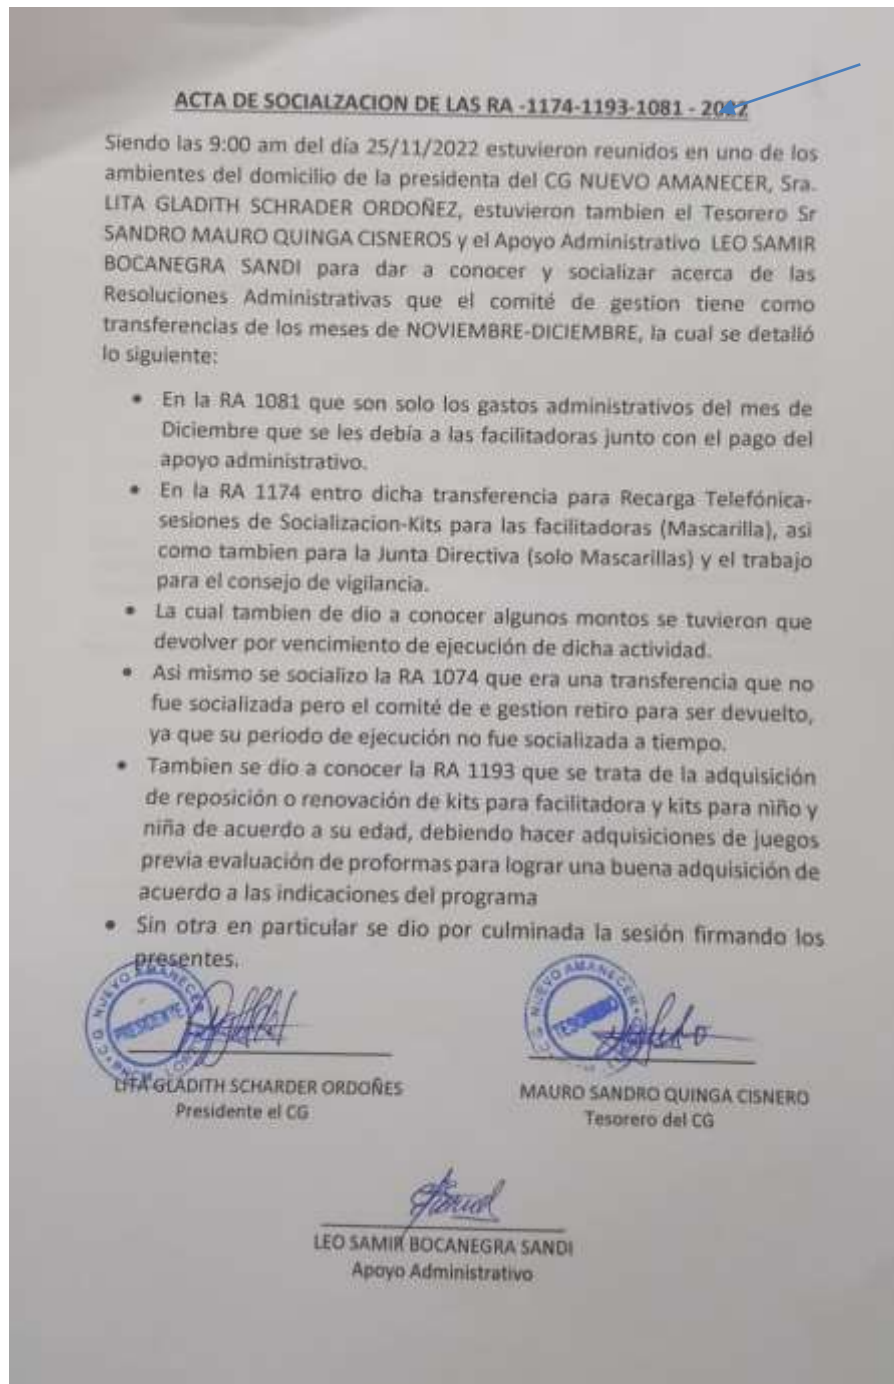 ACTA DE SOCIALZACION DE LAS RA -1174-1193-1081 - 2022
Siendo las 9:00 am del día 25/11/2022 estuvieron reunidos en uno de los
ambientes del domicilio de la presidenta del CG NUEVO AMANECER, Sra.
LITA GLADITH SCHRADER ORDOÑEZ, estuvieron tambien el Tesorero Sr
SANDRO MAURO QUINGA CISNEROS y el Apoyo Administrativo LEO SAMIR
BOCANEGRA SANDI para dar a conocer y socializar acerca de las
Resoluciones Administrativas que el comité de gestion tiene como
transferencias de los meses de NOVIEMBRE-DICIEMBRE, la cual se detalló
lo siguiente:
• En la RA 1081 que son solo los gastos administrativos del mes de
Diciembre que se les debía a las facilitadoras junto con el pago del
apoyo administrativo.
• En la RA 1174 entro dicha transferencia para Recarga Telefónica-
sesiones de Socializacion-Kits para las facilitadoras (Mascarilla), asi
como tambien para la Junta Directiva (solo Mascarillas) y el trabajo
para el consejo de vigilancia.
• La cual tambien de dio a conocer algunos montos se tuvieron que
devolver por vencimiento de ejecución de dicha actividad.
• Asi mismo se socializo la RA 1074 que era una transferencia que no
fue socializada pero el comité de e gestion retiro para ser devuelto,
ya que su periodo de ejecución no fue socializada a tiempo.
• Tambien se dio a conocer la RA 1193 que se trata de la adquisición
de reposición o renovación de kits para facilitadora y kits para niño y
niña de acuerdo a su edad, debiendo hacer adquisiciones de juegos
previa evaluación de proformas para lograr una buena adquisición de
acuerdo a las indicaciones del programa
• Sin otra en particular se dio por culminada la sesión firmando los
presentes.
C.G NUEVO AMANECER
PRESIDENTE
C.G NUEVO AMANECER
TESORERO
LITA GLADITH SCHARDER ORDOÑES
Presidente el CG
MAURO SANDRO QUINGA CISNERO
Tesorero del CG
LEO SAMIR BOCANEGRA SANDI
Apoyo Administrativo